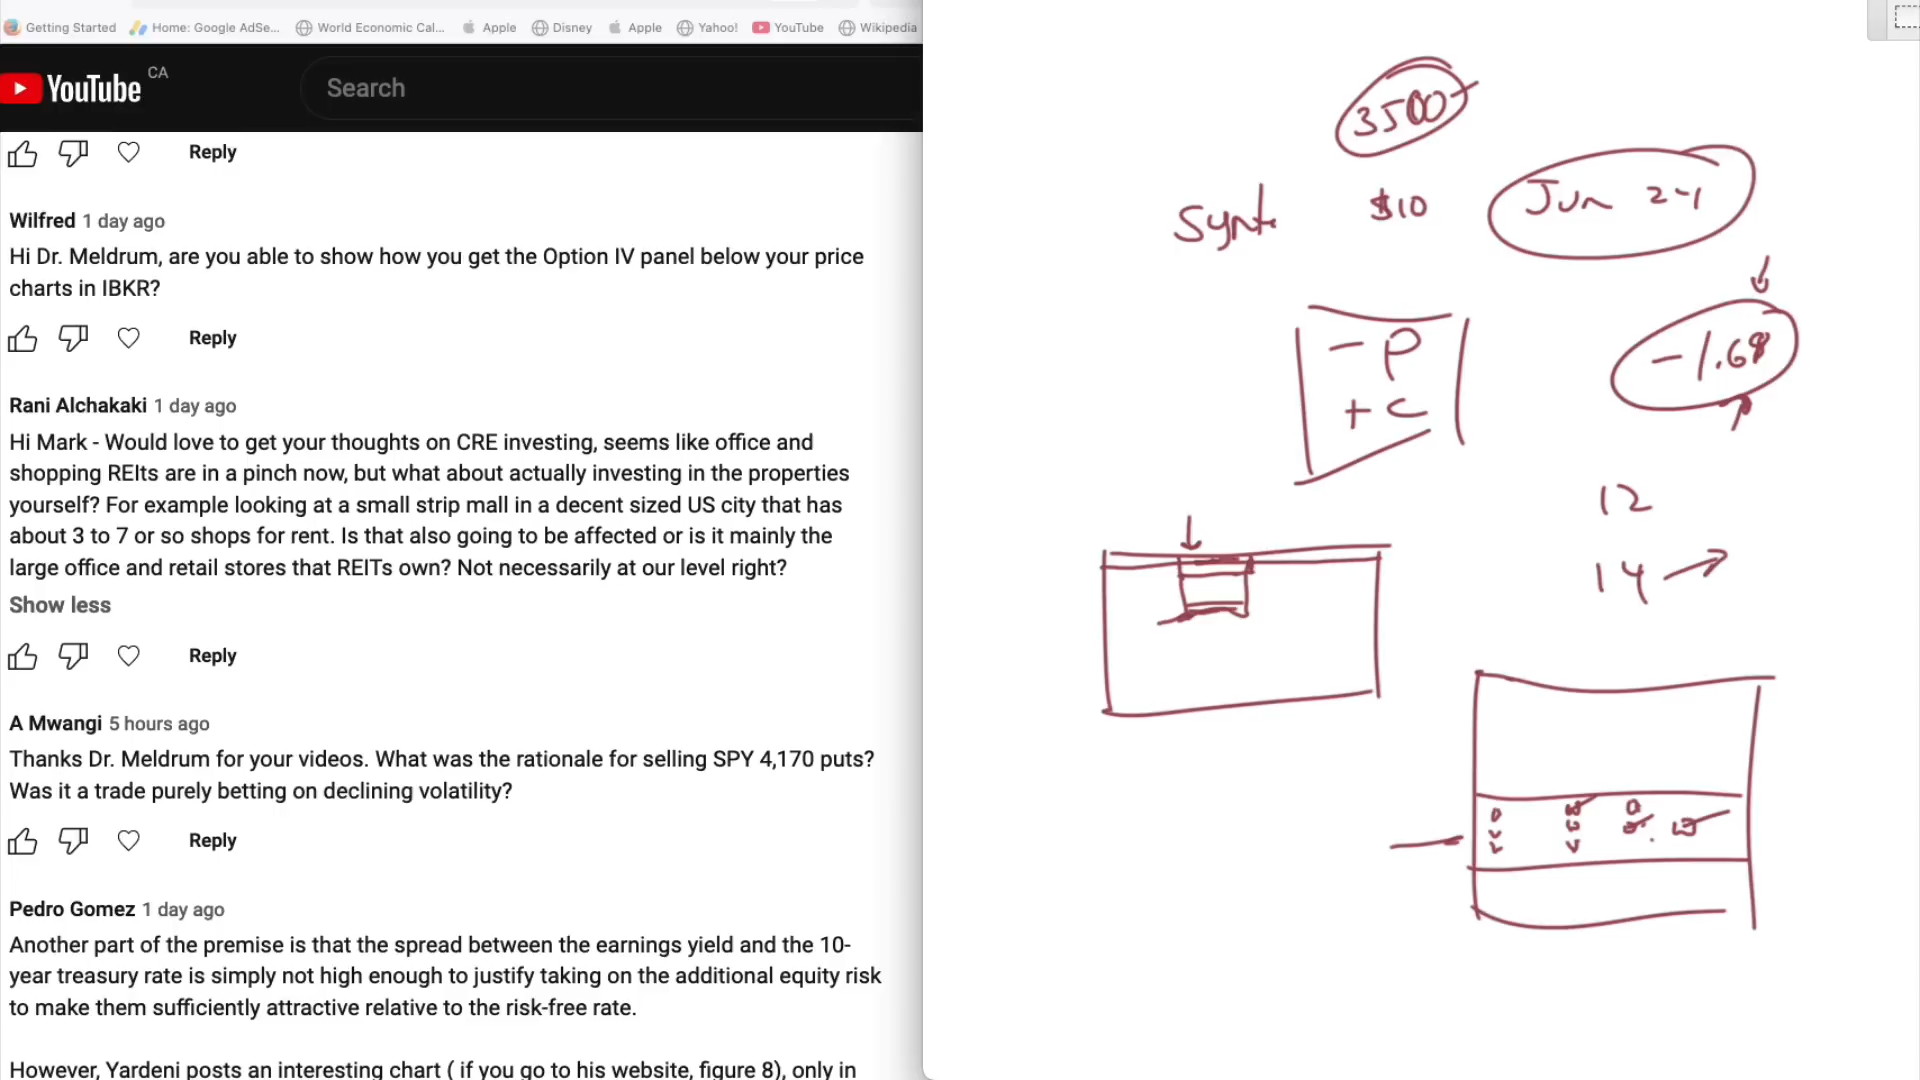 Getting Started
Home: Google AdSe...
World Economic Cal...
Apple
Disney
Apple
Yahoo!
YouTube
Wikipedia
YouTube CA
Search
Reply
Wilfred 1 day ago
Hi Dr. Meldrum, are you able to show how you get the Option IV panel below your price
charts in IBKR?
Reply
Rani Alchakaki 1 day ago
Hi Mark - Would love to get your thoughts on CRE investing, seems like office and
shopping REIts are in a pinch now, but what about actually investing in the properties
yourself? For example looking at a small strip mall in a decent sized US city that has
about 3 to 7 or so shops for rent. Is that also going to be affected or is it mainly the
large office and retail stores that REITs own? Not necessarily at our level right?
Show less
Reply
A Mwangi 5 hours ago
Thanks Dr. Meldrum for your videos. What was the rationale for selling SPY 4,170 puts?
Was it a trade purely betting on declining volatility?
Reply
Pedro Gomez 1 day ago
Another part of the premise is that the spread between the earnings yield and the 10-
year treasury rate is simply not high enough to justify taking on the additional equity risk
to make them sufficiently attractive relative to the risk-free rate.
However, Yardeni posts an interesting chart ( if you go to his website, figure 8), only in
3500
$10
Jun 24
- P
+ C
-1.68
12
14